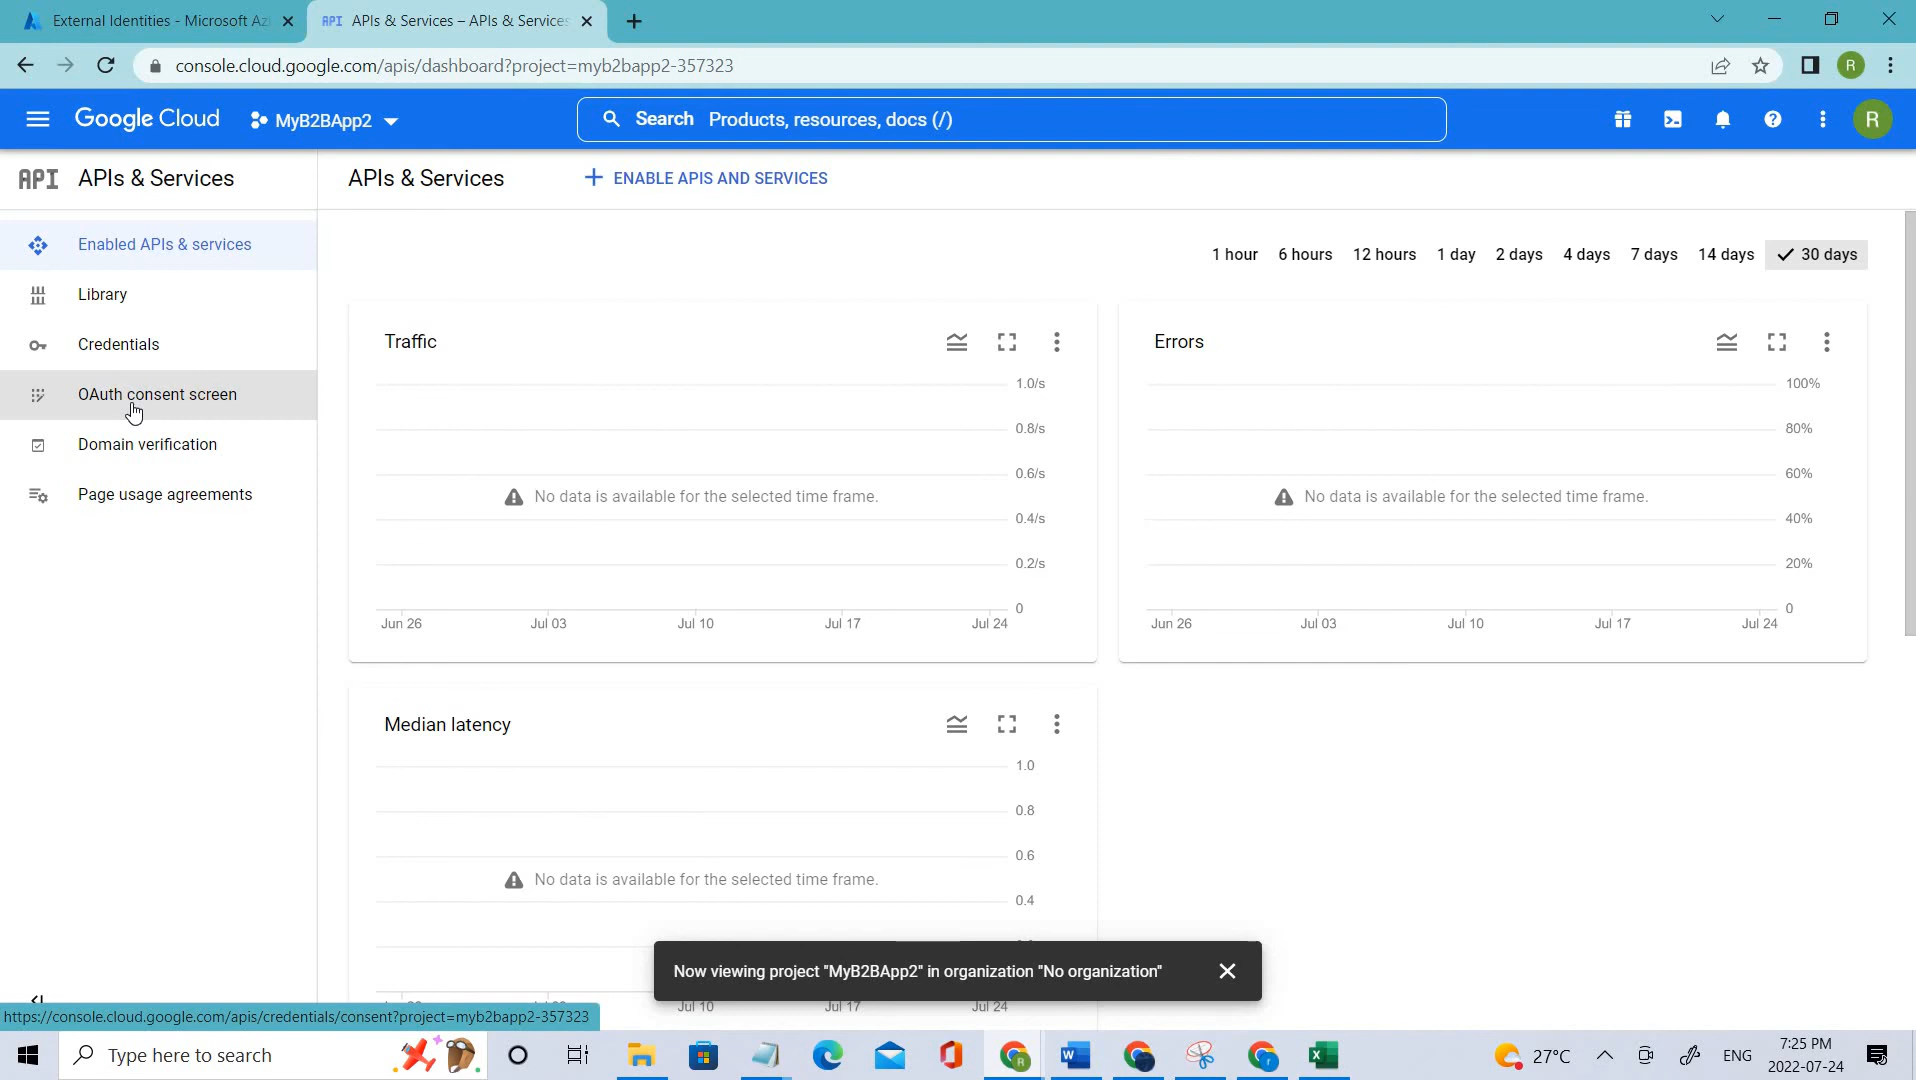 External Identities - Microsoft Az
API APIs & Services – APIs & Services
console.cloud.google.com/apis/dashboard?project=myb2bapp2-357323
R
Google Cloud
MyB2BApp2
Search Products, resources, docs (/)
R
API APIs & Services
APIs & Services
ENABLE APIS AND SERVICES
Enabled APIs & services
Library
Credentials
OAuth consent screen
Domain verification
Page usage agreements
1 hour 6 hours 12 hours 1 day 2 days 4 days 7 days 14 days 30 days
Traffic
1.0/s
0.8/s
0.6/s
No data is available for the selected time frame.
0.4/s
0.2/s
0
Jun 26 Jul 03 Jul 10 Jul 17 Jul 24
Errors
100%
80%
60%
No data is available for the selected time frame.
40%
20%
0
Jun 26 Jul 03 Jul 10 Jul 17 Jul 24
Median latency
1.0
0.8
0.6
No data is available for the selected time frame.
0.4
Now viewing project "MyB2BApp2" in organization "No organization"
Jul 10 Jul 17 Jul 24
https://console.cloud.google.com/apis/credentials/consent?project=myb2bapp2-357323
Type here to search
27°C
ENG
7:25 PM
2022-07-24